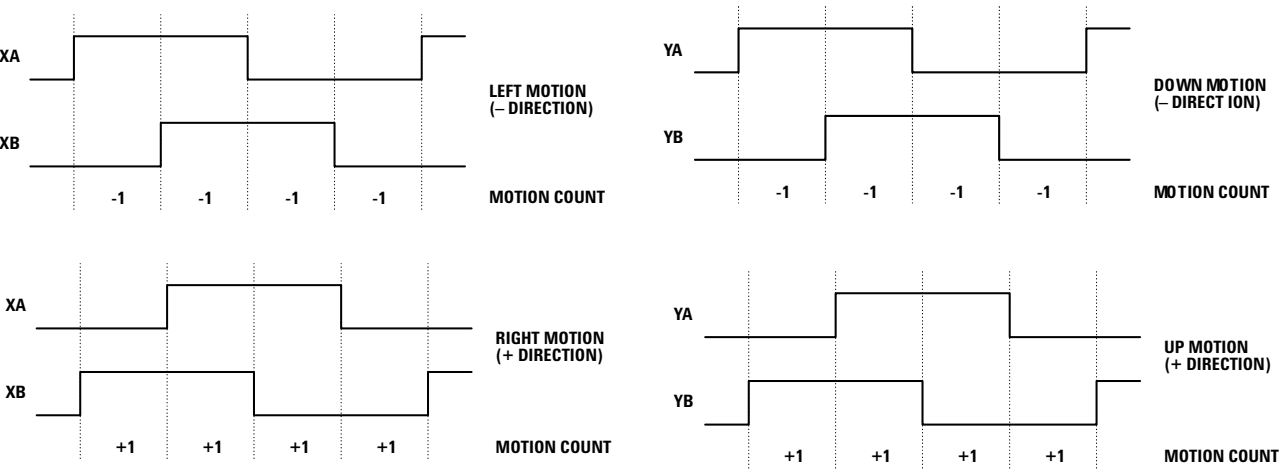 XA
LEFT MOTION
(– DIRECTION)
XB
-1 -1 -1 -1 MOTION COUNT
YA
DOWN MOTION
(– DIRECT ION)
YB
-1 -1 -1 -1 MOTION COUNT
XA
RIGHT MOTION
(+ DIRECTION)
XB
+1 +1 +1 +1 MOTION COUNT
YA
UP MOTION
(+ DIRECTION)
YB
+1 +1 +1 +1 MOTION COUNT